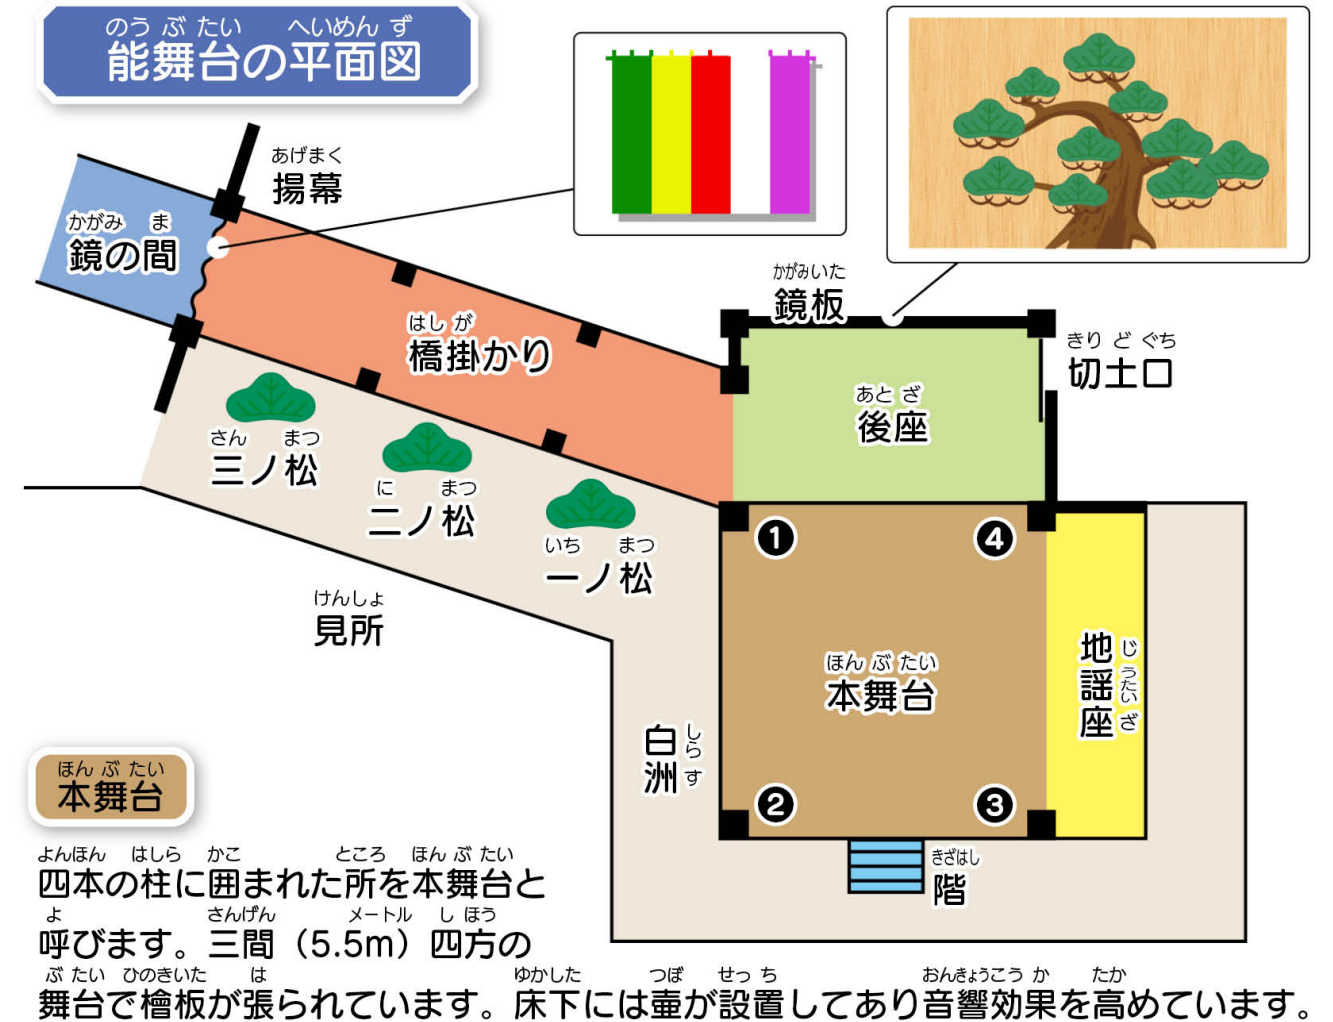 のうぶたい へいめんず
能舞台の平面図
あげまく
揚幕
かがみ ま
鏡の間
はしが
橋掛かり
かがみいた
鏡板
きりどぐち
切土口
あとざ
後座
さん まつ
三ノ松
に まつ
二ノ松
いち まつ
一ノ松
けんしょ
見所
1
4
ほんぶたい
本舞台
じうたいざ
地謡座
しらす
白洲
2
3
きざはし
階
ほんぶたい
本舞台
よんほん はしら かこ ところ ほんぶたい
四本の柱に囲まれた所を本舞台と
よ さんげん メートル しほう
呼びます。三間（5.5m）四方の
ぶたい ひのきいた は ゆかした つぼ せっち おんきょうこうか たか
舞台で檜板が張られています。床下には壷が設置してあり音響効果を高めています。